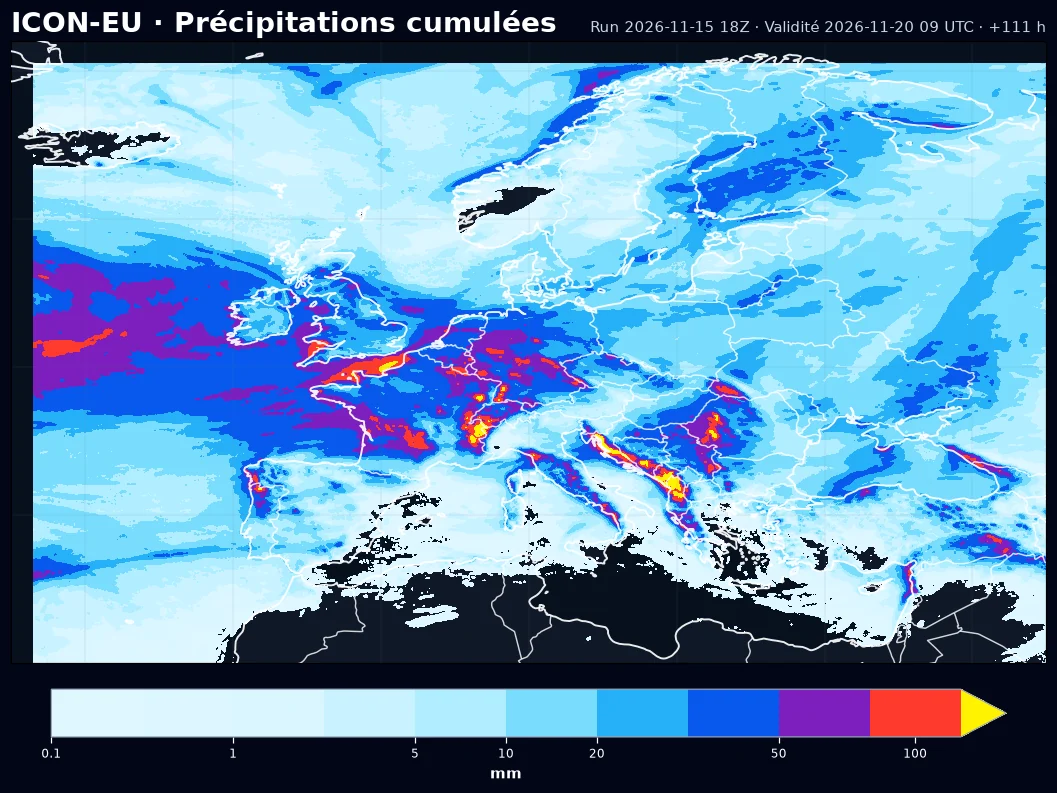 ICON-EU · Précipitations cumulées
Run 2026-11-15 18Z · Validité 2026-11-20 09 UTC · +111 h
0.1 1 5 10 20 50 100
mm